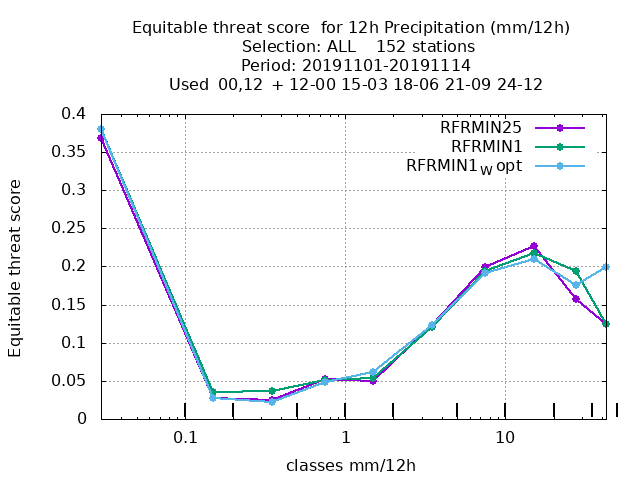 Equitable threat score  for 12h Precipitation (mm/12h)
Selection: ALL    152 stations
Period: 20191101-20191114
Used  00,12  + 12-00 15-03 18-06 21-09 24-12
RFRMIN25
RFRMIN1
RFRMIN1W opt
Equitable threat score
0.4
0.35
0.3
0.25
0.2
0.15
0.1
0.05
0
0.1 1 10
classes mm/12h